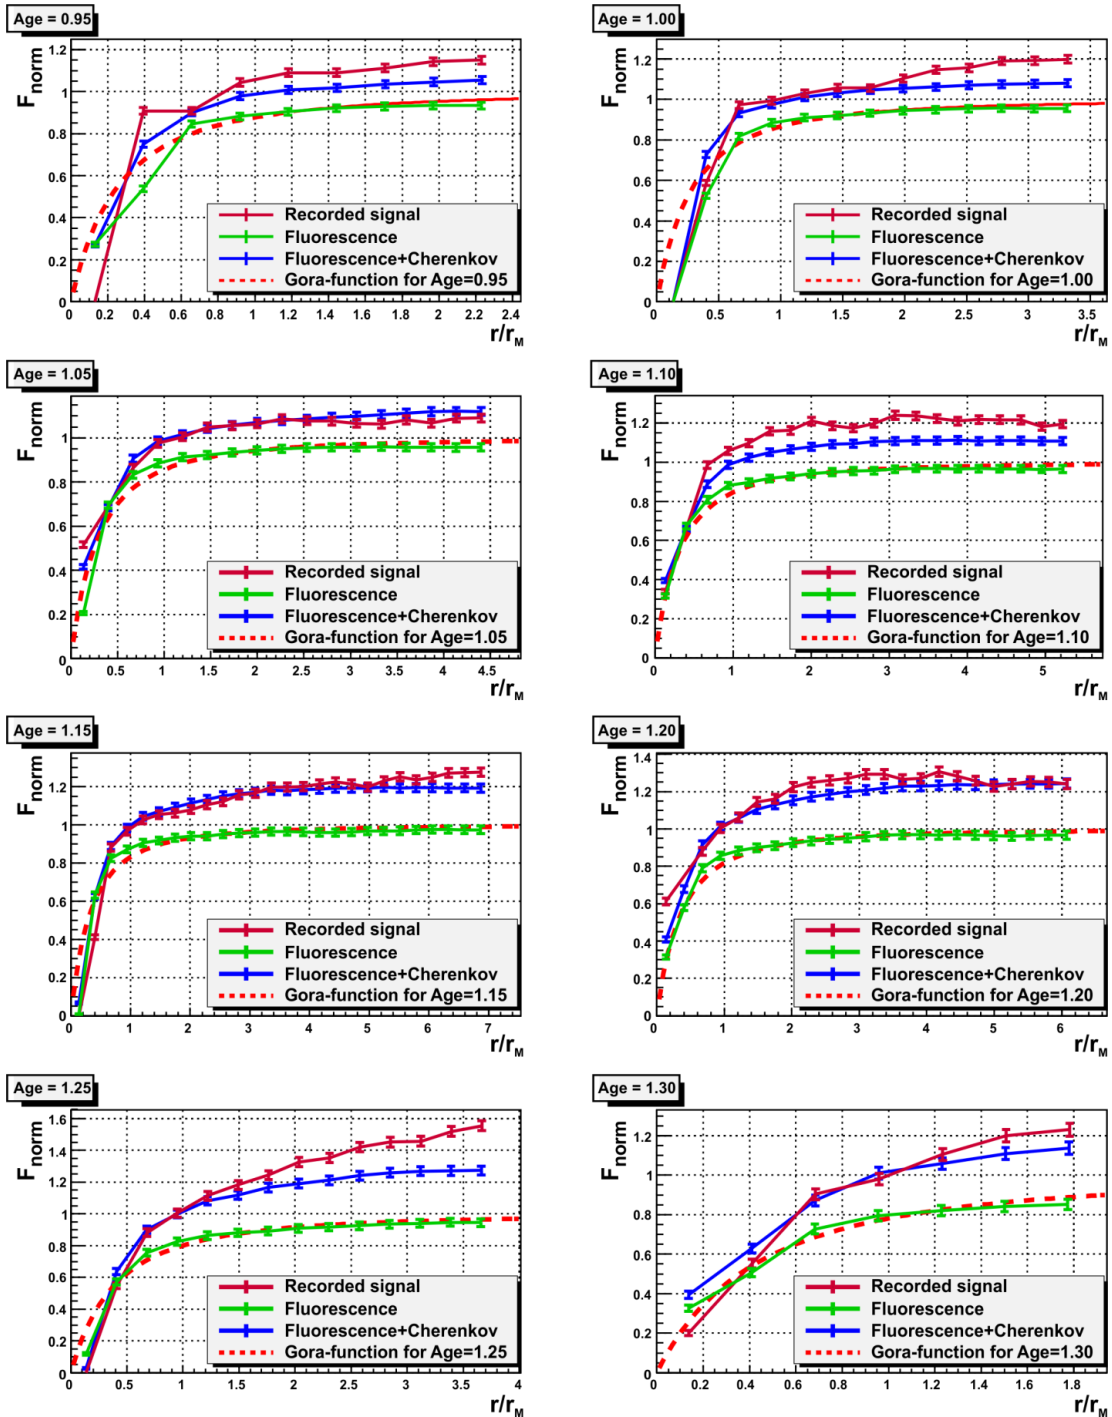 Age = 0.95
F_norm
1.2
1
0.8
0.6
0.4
0.2
0
Recorded signal
Fluorescence
Fluorescence+Cherenkov
Gora-function for Age=0.95
0 0.2 0.4 0.6 0.8 1 1.2 1.4 1.6 1.8 2 2.2 2.4
r/r_M
Age = 1.00
F_norm
1.2
1
0.8
0.6
0.4
0.2
0
Recorded signal
Fluorescence
Fluorescence+Cherenkov
Gora-function for Age=1.00
0 0.5 1 1.5 2 2.5 3 3.5
r/r_M
Age = 1.05
F_norm
1
0.8
0.6
0.4
0.2
0
Recorded signal
Fluorescence
Fluorescence+Cherenkov
Gora-function for Age=1.05
0 0.5 1 1.5 2 2.5 3 3.5 4 4.5
r/r_M
Age = 1.10
F_norm
1.2
1
0.8
0.6
0.4
0.2
0
Recorded signal
Fluorescence
Fluorescence+Cherenkov
Gora-function for Age=1.10
0 1 2 3 4 5
r/r_M
Age = 1.15
F_norm
1.2
1
0.8
0.6
0.4
0.2
0
Recorded signal
Fluorescence
Fluorescence+Cherenkov
Gora-function for Age=1.15
0 1 2 3 4 5 6 7
r/r_M
Age = 1.20
F_norm
1.4
1.2
1
0.8
0.6
0.4
0.2
0
Recorded signal
Fluorescence
Fluorescence+Cherenkov
Gora-function for Age=1.20
0 1 2 3 4 5 6
r/r_M
Age = 1.25
F_norm
1.6
1.4
1.2
1
0.8
0.6
0.4
0.2
0
Recorded signal
Fluorescence
Fluorescence+Cherenkov
Gora-function for Age=1.25
0 0.5 1 1.5 2 2.5 3 3.5 4
r/r_M
Age = 1.30
F_norm
1.2
1
0.8
0.6
0.4
0.2
0
Recorded signal
Fluorescence
Fluorescence+Cherenkov
Gora-function for Age=1.30
0 0.2 0.4 0.6 0.8 1 1.2 1.4 1.6 1.8
r/r_M